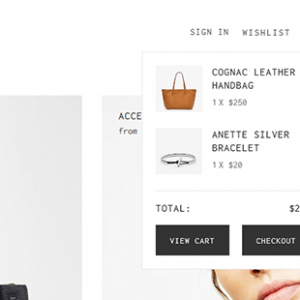 SIGN IN WISHLIST
COGNAC LEATHER
HANDBAG
1 X $250
ACCE
from
ANETTE SILVER
BRACELET
1 X $20
TOTAL: $2
VIEW CART CHECKOUT